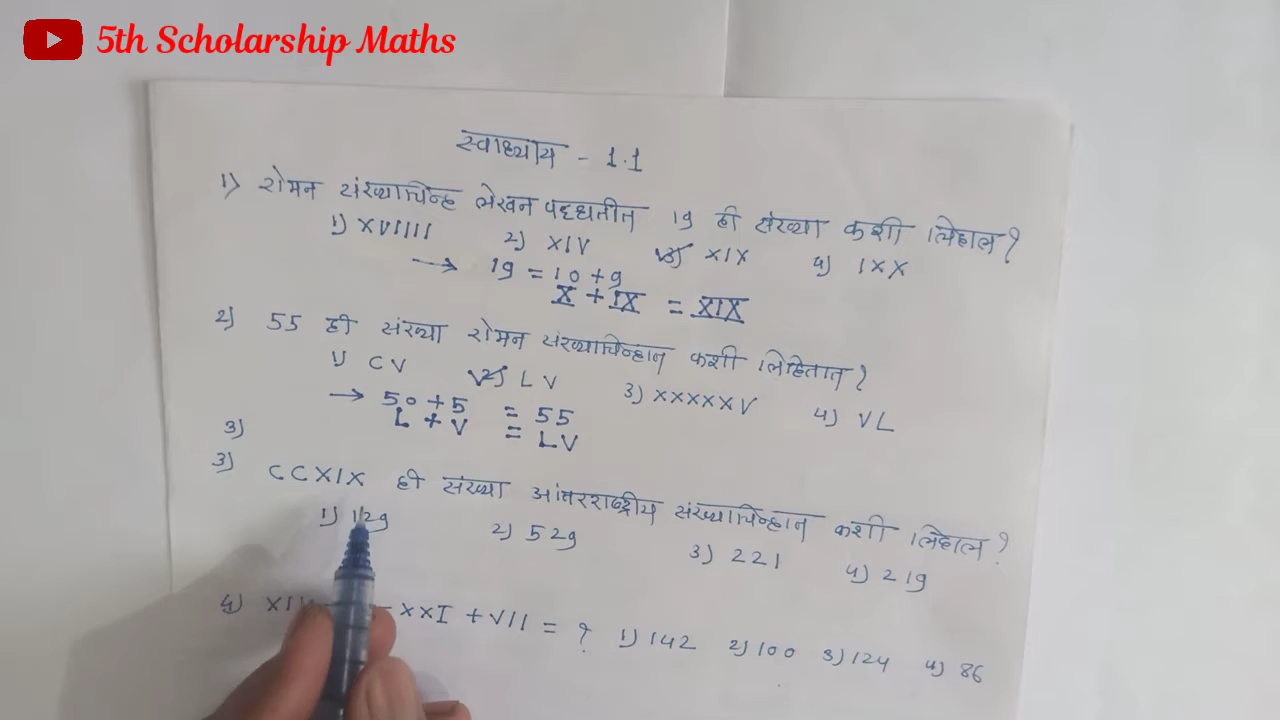 5th Scholarship Maths
स्वाध्याय - 1.1
1) रोमन संख्याचिन्ह लेखन पद्धतीत 19 ही संख्या कशी लिहाल?
1) XVIIII 2) XIV 3) XIX 4) IXX
→ 19 = 10 + 9
X + IX = XIX
2) 55 ही संख्या रोमन संख्याचिन्हात कशी लिहितात?
1) CV 2) LV 3) XXXXXV 4) VL
→ 50 + 5 = 55
L + V = LV
3)
3) CCXIX ही संख्या आंतरराष्ट्रीय संख्याचिन्हात कशी लिहाल?
1) 129 2) 529 3) 221 4) 219
4) - XXI + VII = ? 1) 142 2) 100 3) 124 4) 86